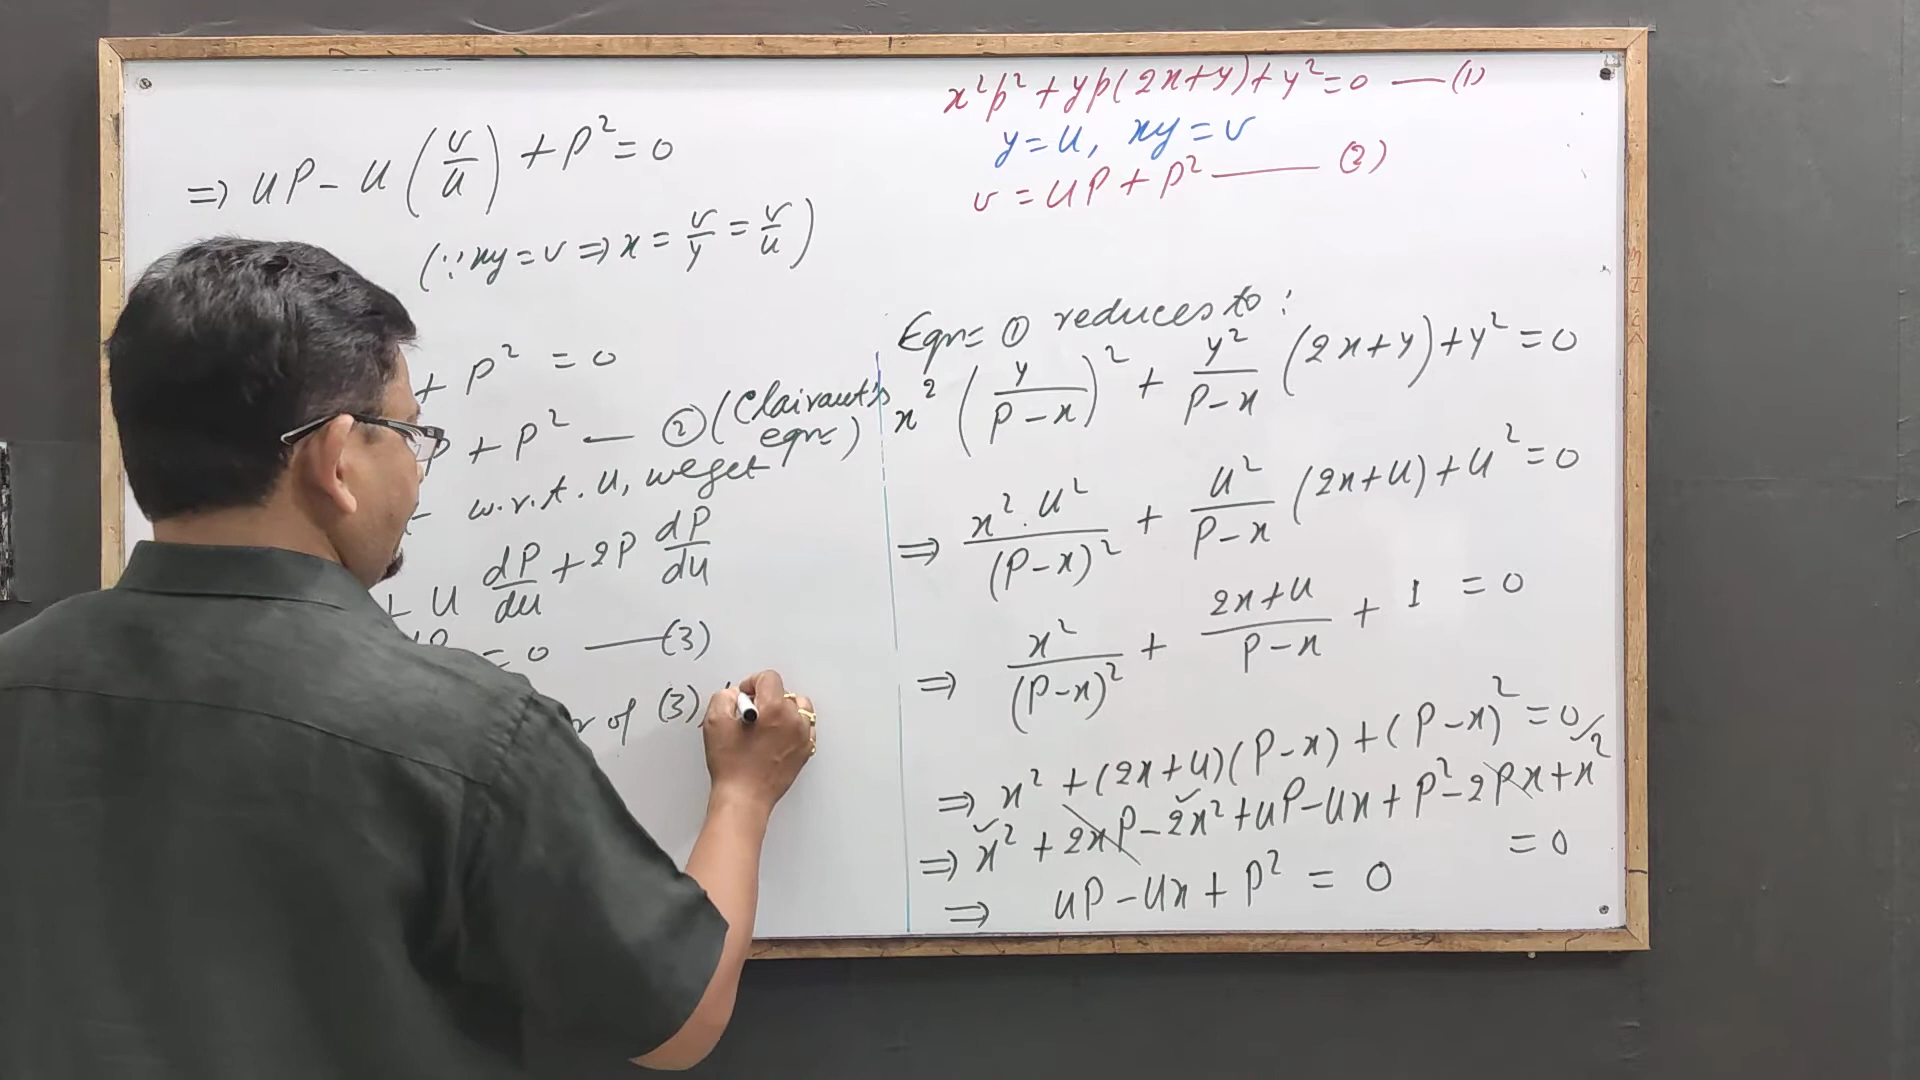 x²p² + yp(2x+y) + y² = 0 — (1)
y = u, xy = v
v = uP + P² — (2)
⇒ uP - u (v/u) + P² = 0
(∵ xy = v ⇒ x = v/y = v/u)
+ P² = 0
P + P² — ② (Clairaut's eqn)
w.r.t. u, we get
+ u dP/du + 2P dP/du
= 0 — (3)
of (3),
Eqn ① reduces to:
x² (y/(P-x))² + y²/(P-x) (2x+y) + y² = 0
⇒ x².u²/(P-x)² + u²/(P-x) (2x+u) + u² = 0
⇒ x²/(P-x)² + (2x+u)/(P-x) + 1 = 0
⇒ x² + (2x+u)(P-x) + (P-x)² = 0
⇒ x² + 2xP - 2x² + uP - ux + P² - 2Px + x²
= 0
⇒ uP - ux + P² = 0